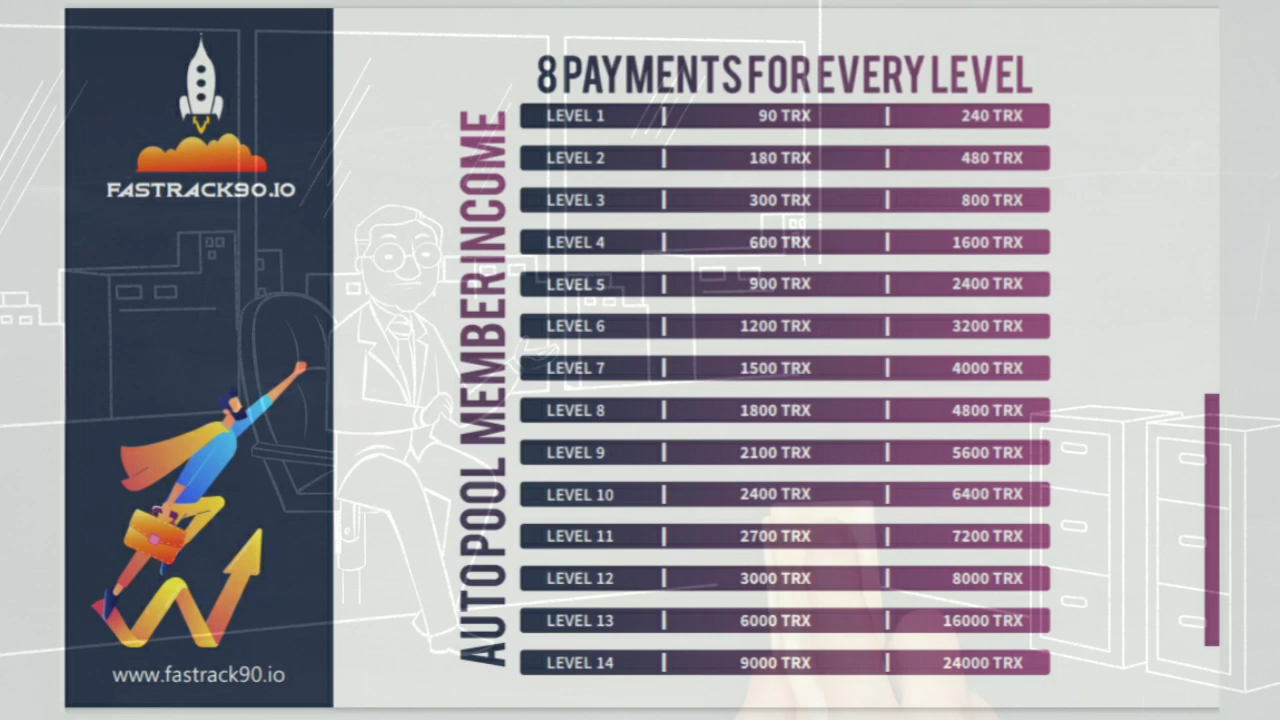 FASTRACK90.IO
www.fastrack90.io
AUTOPOOL MEMBER INCOME
8 PAYMENTS FOR EVERY LEVEL
LEVEL 1 | 90 TRX | 240 TRX
LEVEL 2 | 180 TRX | 480 TRX
LEVEL 3 | 300 TRX | 800 TRX
LEVEL 4 | 600 TRX | 1600 TRX
LEVEL 5 | 900 TRX | 2400 TRX
LEVEL 6 | 1200 TRX | 3200 TRX
LEVEL 7 | 1500 TRX | 4000 TRX
LEVEL 8 | 1800 TRX | 4800 TRX
LEVEL 9 | 2100 TRX | 5600 TRX
LEVEL 10 | 2400 TRX | 6400 TRX
LEVEL 11 | 2700 TRX | 7200 TRX
LEVEL 12 | 3000 TRX | 8000 TRX
LEVEL 13 | 6000 TRX | 16000 TRX
LEVEL 14 | 9000 TRX | 24000 TRX